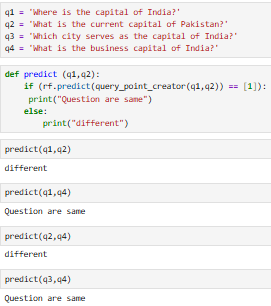 q1 = 'Where is the capital of India?'
q2 = 'What is the current capital of Pakistan?'
q3 = 'Which city serves as the capital of India?'
q4 = 'What is the business capital of India?'
def predict (q1,q2):
if (rf.predict(query_point_creator(q1,q2)) == [1]):
print("Question are same")
else:
print("different")
predict(q1,q2)
different
predict(q1,q4)
Question are same
predict(q2,q4)
different
predict(q3,q4)
Question are same